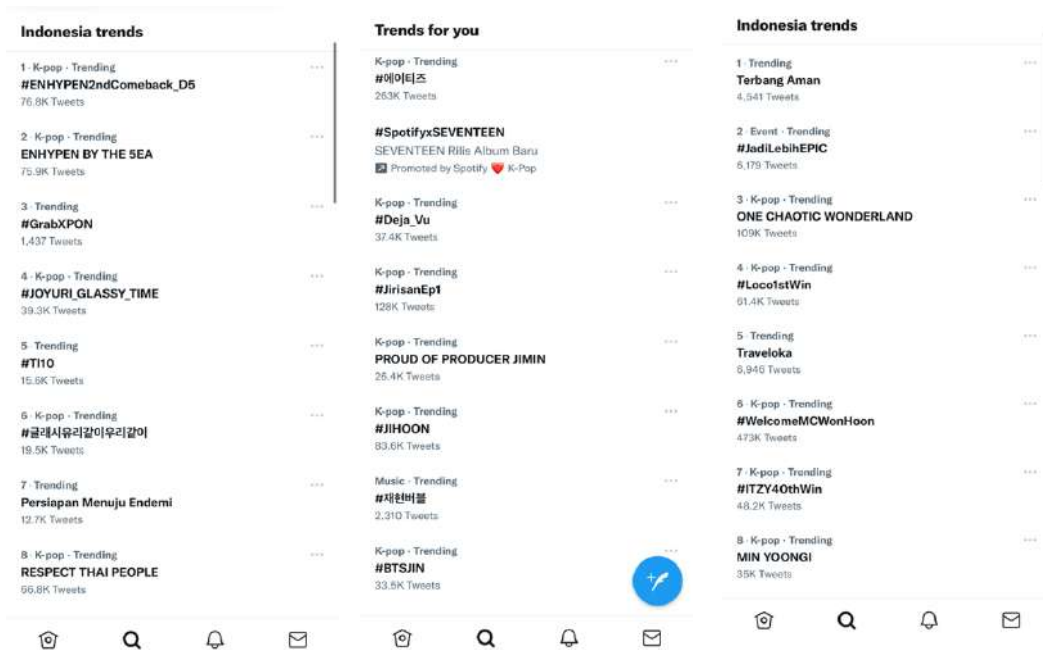 Indonesia trends
1 · K-pop · Trending
#ENHYPEN2ndComeback_D5
76.8K Tweets
2 · K-pop · Trending
ENHYPEN BY THE 5EA
75.9K Tweets
3 · Trending
#GrabXPON
1,437 Tweets
4 · K-pop · Trending
#JOYURI_GLASSY_TIME
39.3K Tweets
5 · Trending
#TI10
15.6K Tweets
6 · K-pop · Trending
#글래시유리같이우리같이
19.5K Tweets
7 · Trending
Persiapan Menuju Endemi
12.7K Tweets
8 · K-pop · Trending
RESPECT THAI PEOPLE
66.8K Tweets
Trends for you
K-pop · Trending
#에이티즈
263K Tweets
#SpotifyxSEVENTEEN
SEVENTEEN Rilis Album Baru
Promoted by Spotify ❤️ K-Pop
K-pop · Trending
#Deja_Vu
37.4K Tweets
K-pop · Trending
#JirisanEp1
128K Tweets
K-pop · Trending
PROUD OF PRODUCER JIMIN
26.4K Tweets
K-pop · Trending
#JIHOON
83.6K Tweets
Music · Trending
#재현버블
2,310 Tweets
K-pop · Trending
#BTSJIN
33.5K Tweets
Indonesia trends
1 · Trending
Terbang Aman
4,541 Tweets
2 · Event · Trending
#JadiLebihEPIC
6,179 Tweets
3 · K-pop · Trending
ONE CHAOTIC WONDERLAND
109K Tweets
4 · K-pop · Trending
#Loco1stWin
61.4K Tweets
5 · Trending
Traveloka
6,946 Tweets
6 · K-pop · Trending
#WelcomeMCWonHoon
473K Tweets
7 · K-pop · Trending
#ITZY40thWin
48.2K Tweets
8 · K-pop · Trending
MIN YOONGI
35K Tweets